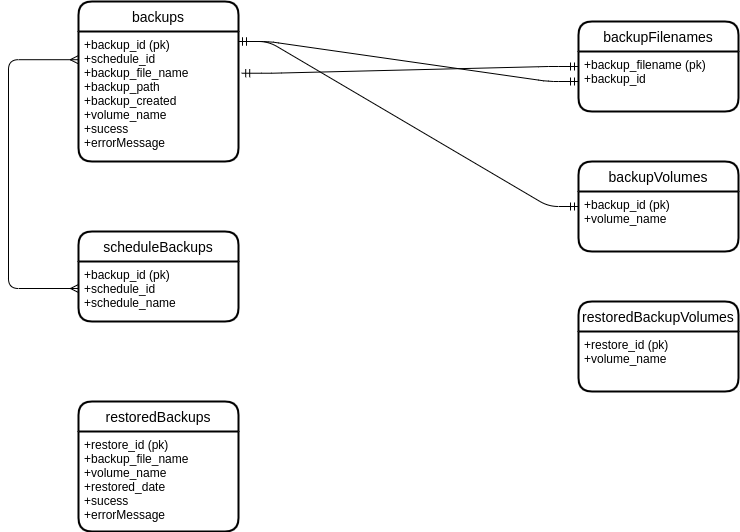 backups
+backup_id (pk)
+schedule_id
+backup_file_name
+backup_path
+backup_created
+volume_name
+sucess
+errorMessage
backupFilenames
+backup_filename (pk)
+backup_id
backupVolumes
+backup_id (pk)
+volume_name
scheduleBackups
+backup_id (pk)
+schedule_id
+schedule_name
restoredBackupVolumes
+restore_id (pk)
+volume_name
restoredBackups
+restore_id (pk)
+backup_file_name
+volume_name
+restored_date
+sucess
+errorMessage